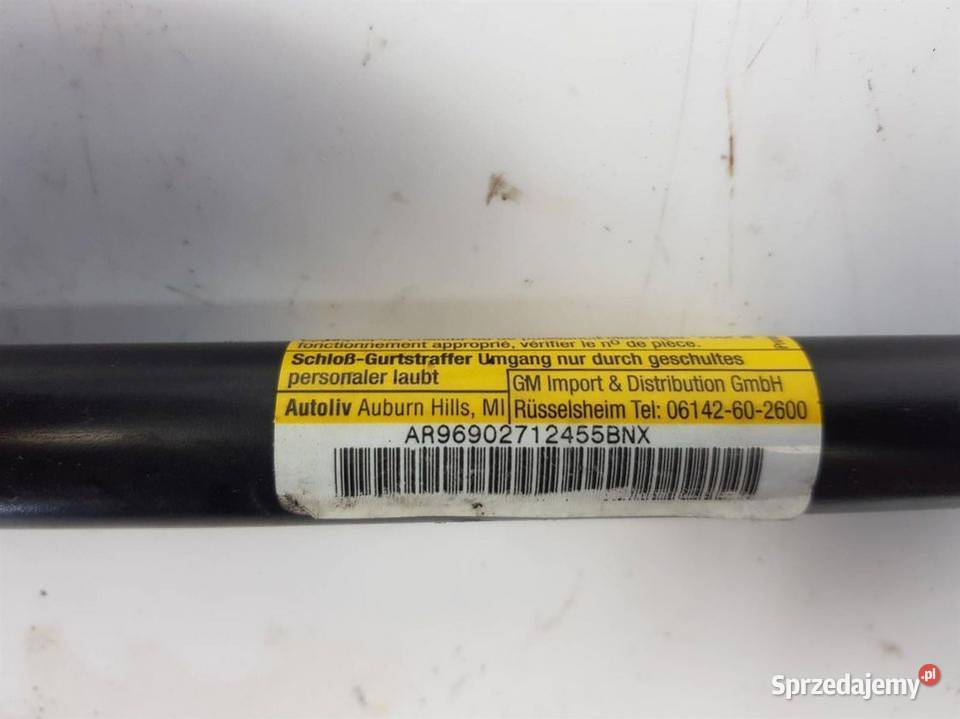 fonctionnement approprié, vérifier le nº de pièce.
Schloß-Gurtstraffer Umgang nur durch geschultes
personaler laubt
GM Import & Distribution GmbH
Autoliv Auburn Hills, MI
Rüsselsheim Tel: 06142-60-2600
AR96902712455BNX
Sprzedajemy.pl